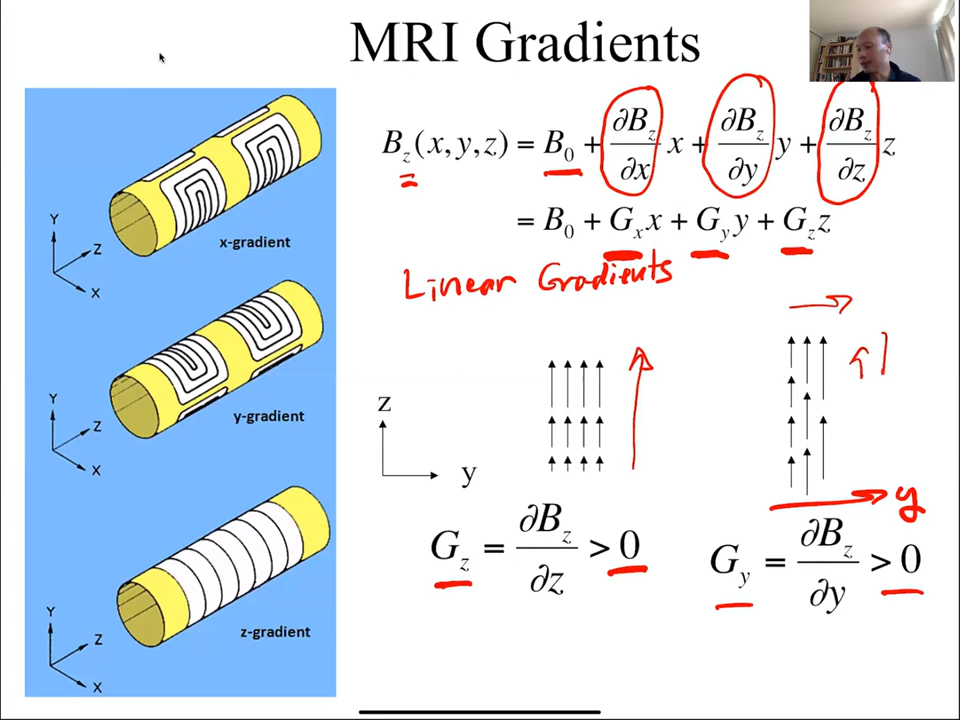 MRI Gradients
B_z(x, y, z) = B_0 + ∂B_z/∂x x + ∂B_z/∂y y + ∂B_z/∂z z
= B_0 + G_x x + G_y y + G_z z
Linear Gradients
Y
Z
X
x-gradient
Y
Z
X
y-gradient
Y
Z
X
z-gradient
z
y
G_z = ∂B_z/∂z > 0
y
G_y = ∂B_z/∂y > 0